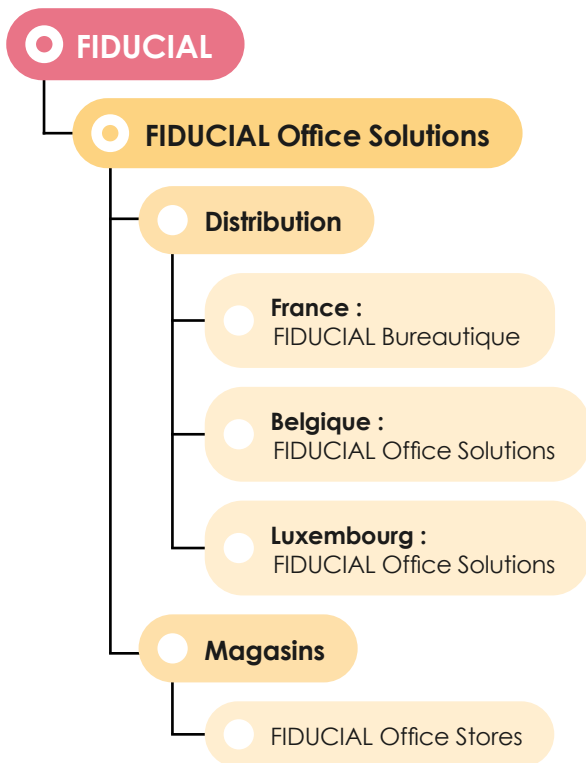 FIDUCIAL
FIDUCIAL Office Solutions
Distribution
France :
FIDUCIAL Bureautique
Belgique :
FIDUCIAL Office Solutions
Luxembourg :
FIDUCIAL Office Solutions
Magasins
FIDUCIAL Office Stores